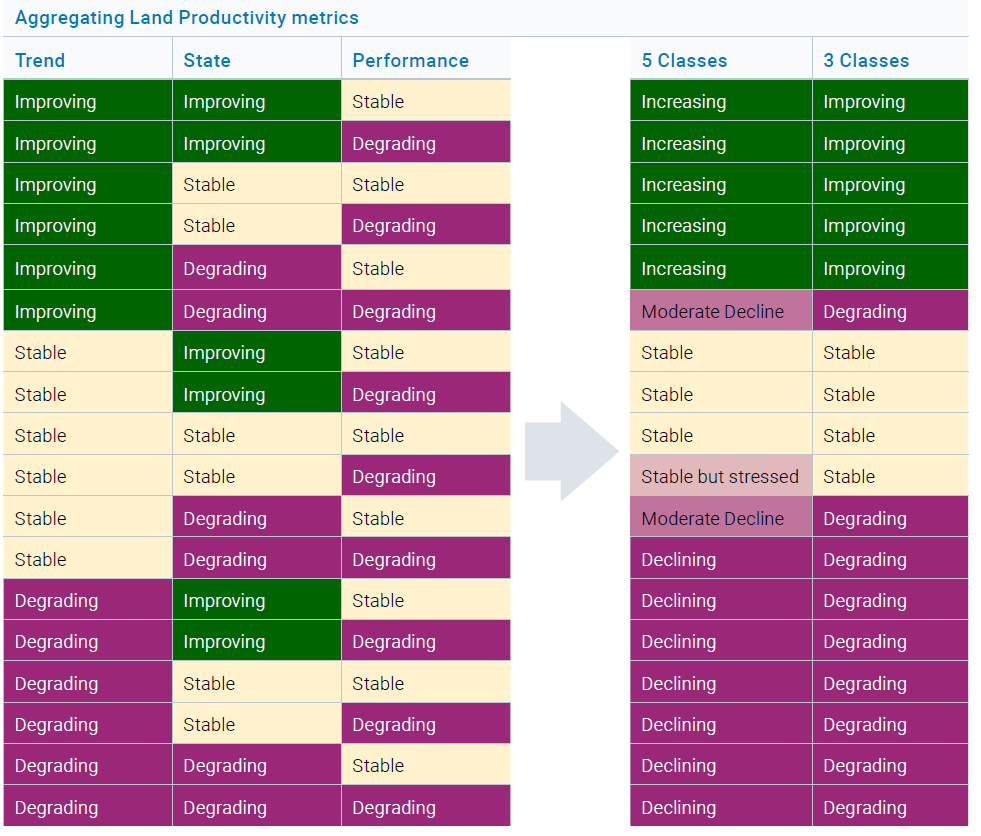 Aggregating Land Productivity metrics
Trend State Performance 5 Classes 3 Classes
Improving Improving Stable Increasing Improving
Improving Improving Degrading Increasing Improving
Improving Stable Stable Increasing Improving
Improving Stable Degrading Increasing Improving
Improving Degrading Stable Increasing Improving
Improving Degrading Degrading Moderate Decline Degrading
Stable Improving Stable Stable Stable
Stable Improving Degrading Stable Stable
Stable Stable Stable Stable Stable
Stable Stable Degrading Stable but stressed Stable
Stable Degrading Stable Moderate Decline Degrading
Stable Degrading Degrading Declining Degrading
Degrading Improving Stable Declining Degrading
Degrading Improving Degrading Declining Degrading
Degrading Stable Stable Declining Degrading
Degrading Stable Degrading Declining Degrading
Degrading Degrading Stable Declining Degrading
Degrading Degrading Degrading Declining Degrading